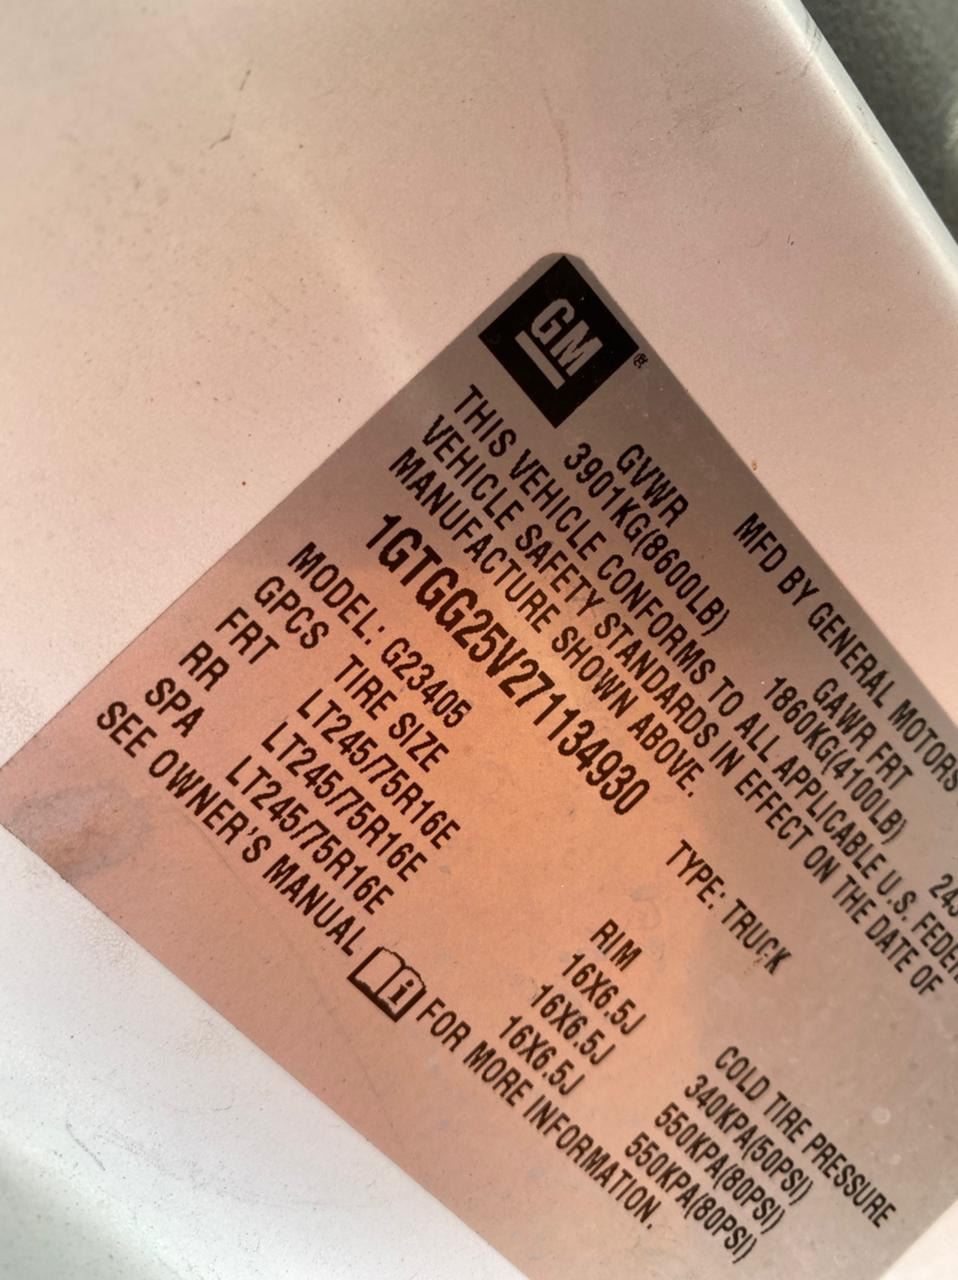 GM
MFD BY GENERAL MOTORS
GVWR GAWR FRT
3901KG(8600LB) 1860KG(4100LB)
THIS VEHICLE CONFORMS TO ALL APPLICABLE U.S.
VEHICLE SAFETY STANDARDS IN EFFECT ON THE DATE OF
MANUFACTURE SHOWN ABOVE.
1GTGG25V271134930 TYPE: TRUCK
MODEL: G23405
GPCS TIRE SIZE RIM COLD TIRE PRESSURE
FRT LT245/75R16E 16X6.5J 340KPA(50PSI)
RR LT245/75R16E 16X6.5J 550KPA(80PSI)
SPA LT245/75R16E 16X6.5J 550KPA(80PSI)
SEE OWNER'S MANUAL FOR MORE INFORMATION.